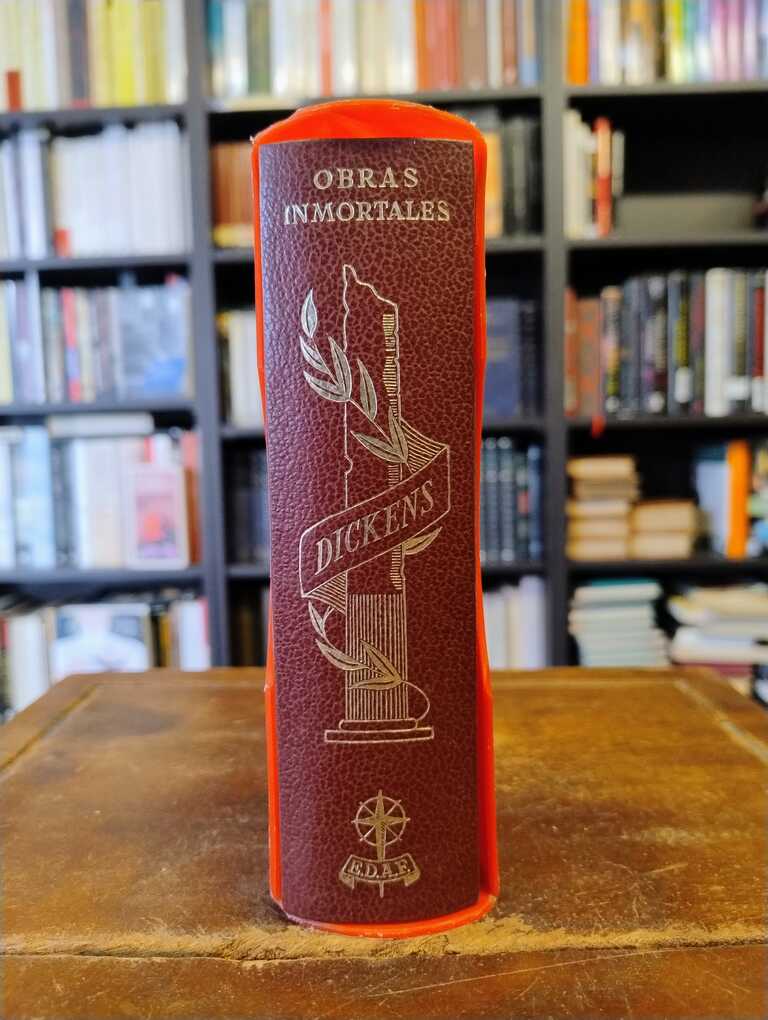 OBRAS
INMORTALES
DICKENS
E.D.A.F.